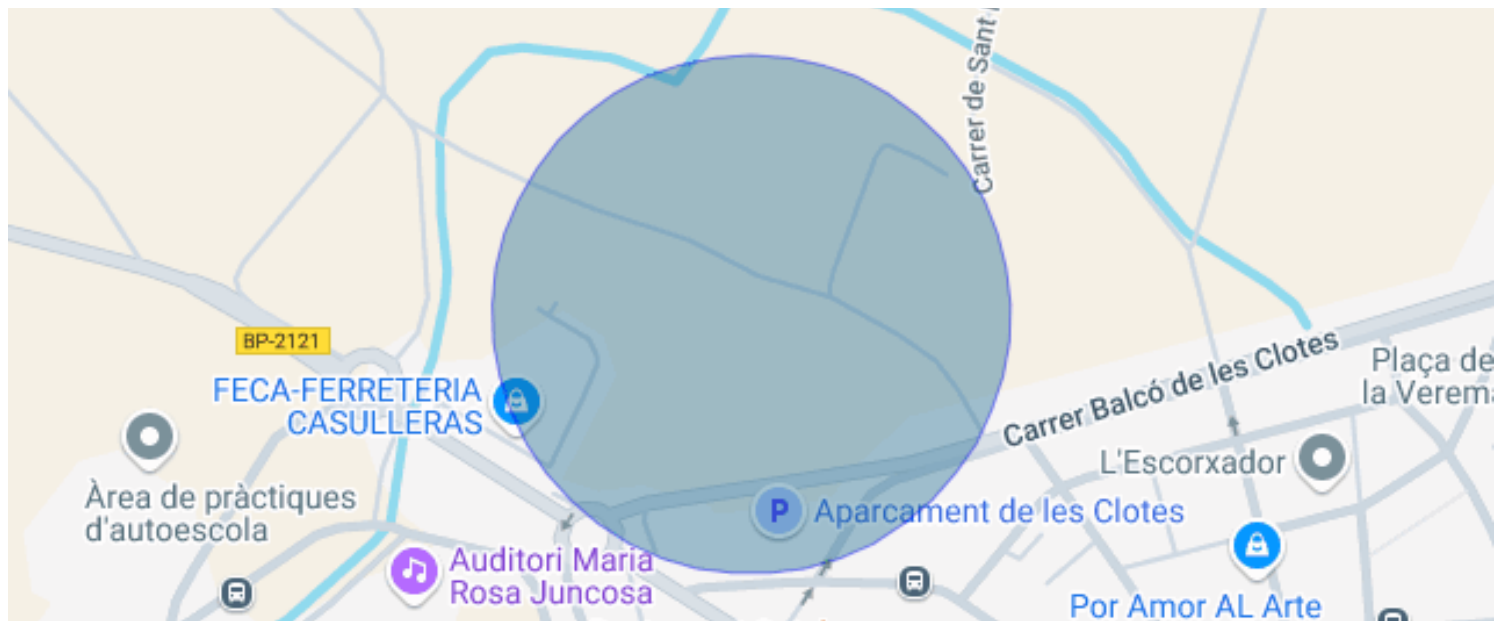 Carrer de Sant
BP-2121
FECA-FERRETERIA
CASULLERAS
Carrer Balcó de les Clotes
Plaça de
la Verema
Àrea de pràctiques
d'autoescola
L'Escorxador
P
Aparcament de les Clotes
Auditori Maria
Rosa Juncosa
Por Amor AL Arte